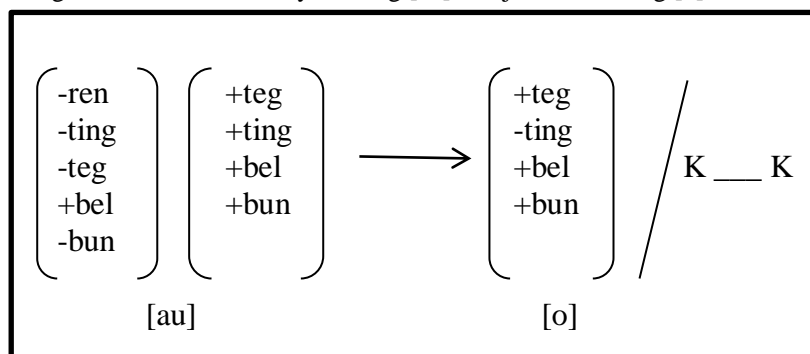 -ren
-ting
-teg
+bel
-bun
+teg
+ting
+bel
+bun
+teg
-ting
+bel
+bun
K ___ K
[au]
[o]